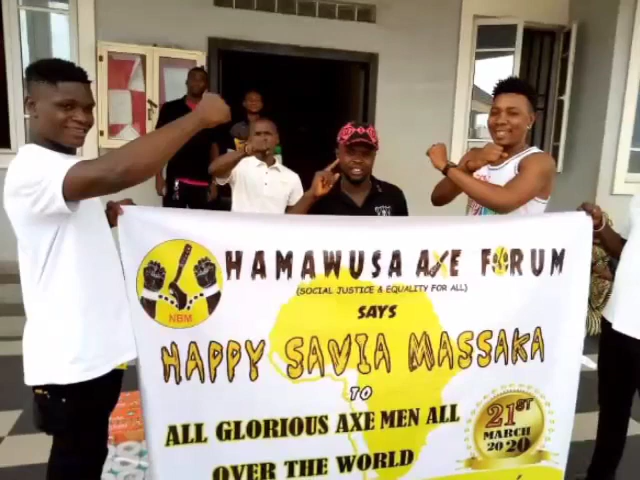 HAMAWUSA AXE FORUM
(SOCIAL JUSTICE & EQUALITY FOR ALL)
SAYS
HAPPY SAVIA MASSAKA
TO
ALL GLORIOUS AXE MEN ALL
OVER THE WORLD
NBM
21ST
MARCH
2020